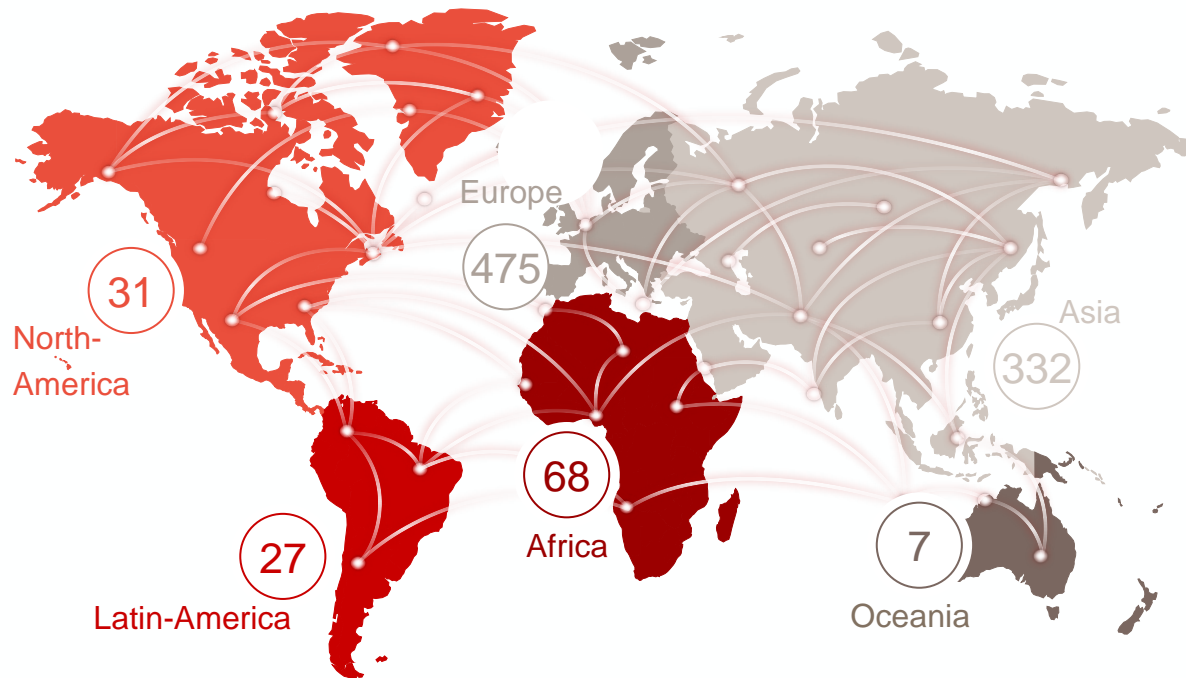 Europe
475
31
North-
America
Asia
332
68
Africa
27
Latin-America
7
Oceania